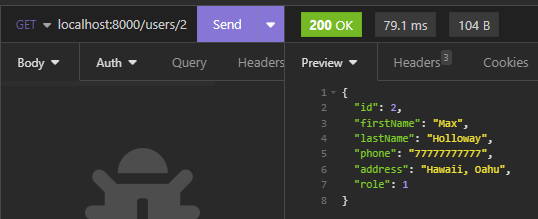 GET localhost:8000/users/2 Send
200 OK 79.1 ms 104 B
Body Auth Query Headers
Preview Headers 3 Cookies
1 {
2 "id": 2,
3 "firstName": "Max",
4 "lastName": "Holloway",
5 "phone": "77777777777",
6 "address": "Hawaii, Oahu",
7 "role": 1
8 }